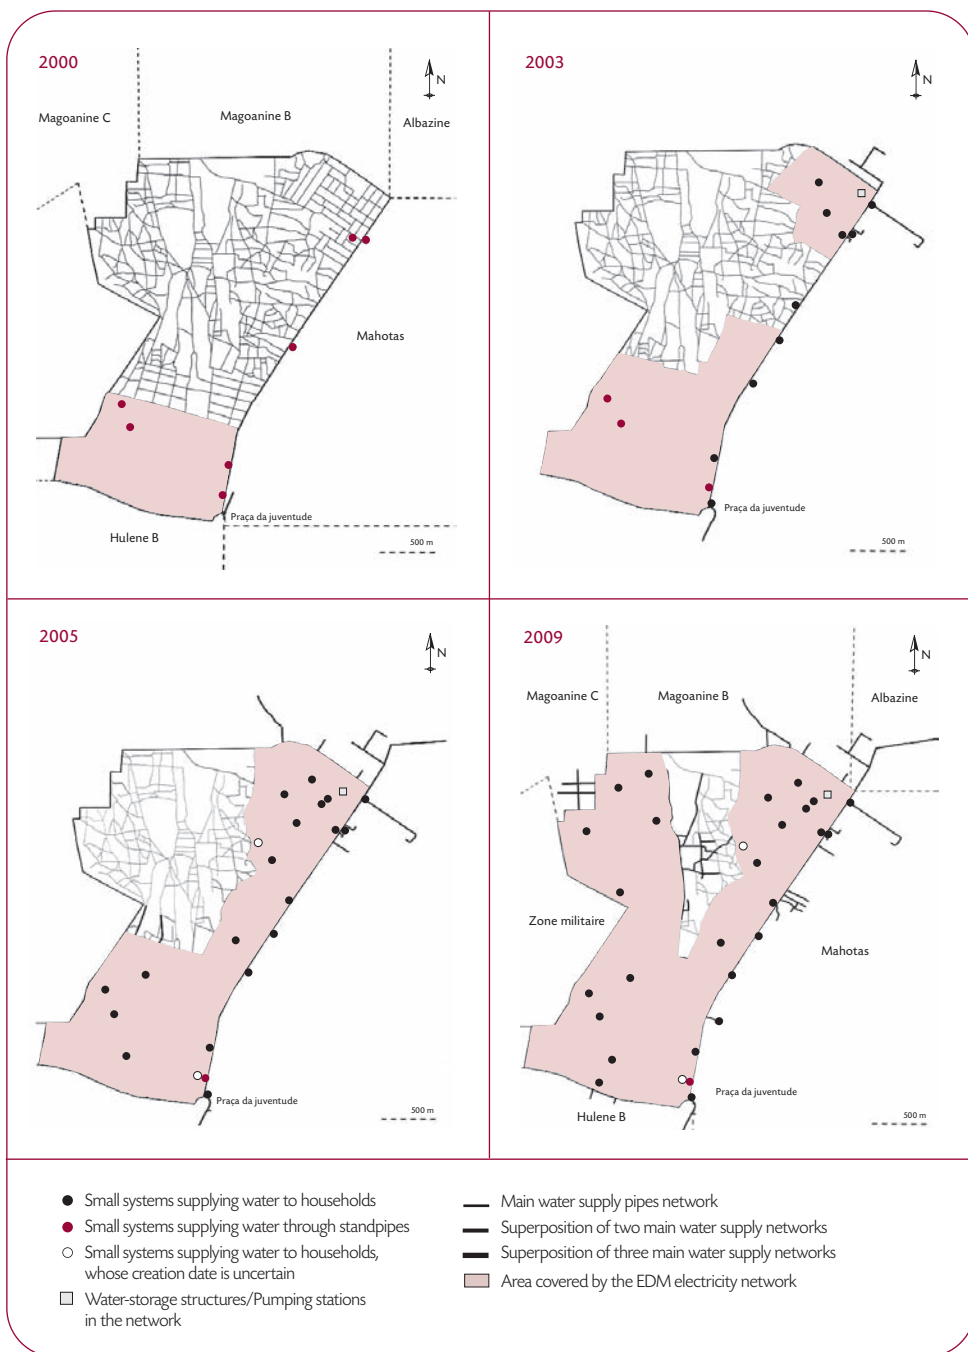 2000
N
Magoanine C
Magoanine B
Albazine
Mahotas
Praça da juventude
Hulene B
500 m
2003
N
Praça da juventude
500 m
2005
N
Praça da juventude
500 m
2009
N
Magoanine C
Magoanine B
Albazine
Zone militaire
Mahotas
Praça da juventude
Hulene B
500 m
Small systems supplying water to households
Small systems supplying water through standpipes
Small systems supplying water to households,
whose creation date is uncertain
Water-storage structures/Pumping stations
in the network
Main water supply pipes network
Superposition of two main water supply networks
Superposition of three main water supply networks
Area covered by the EDM electricity network